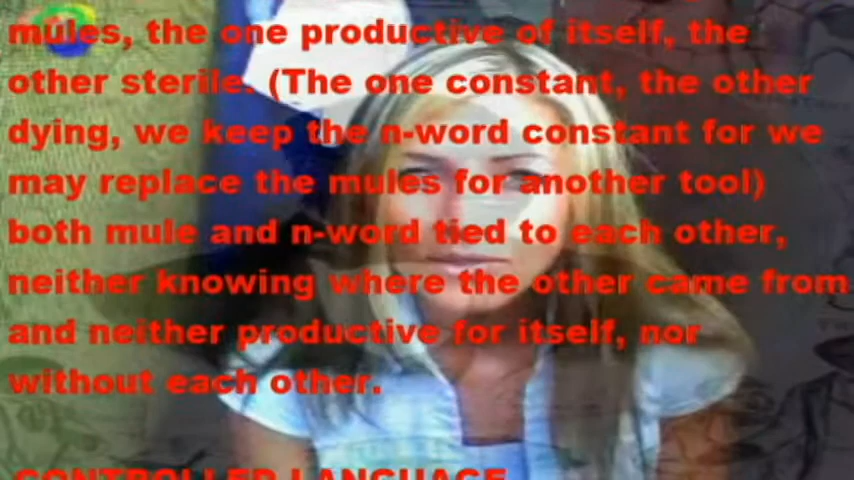 mules, the one productive of itself, the
other sterile. (The one constant, the other
dying, we keep the n-word constant for we
may replace the mules for another tool)
both mule and n-word tied to each other,
neither knowing where the other came from
and neither productive for itself, nor
without each other.
CONTROLLED LANGUAGE